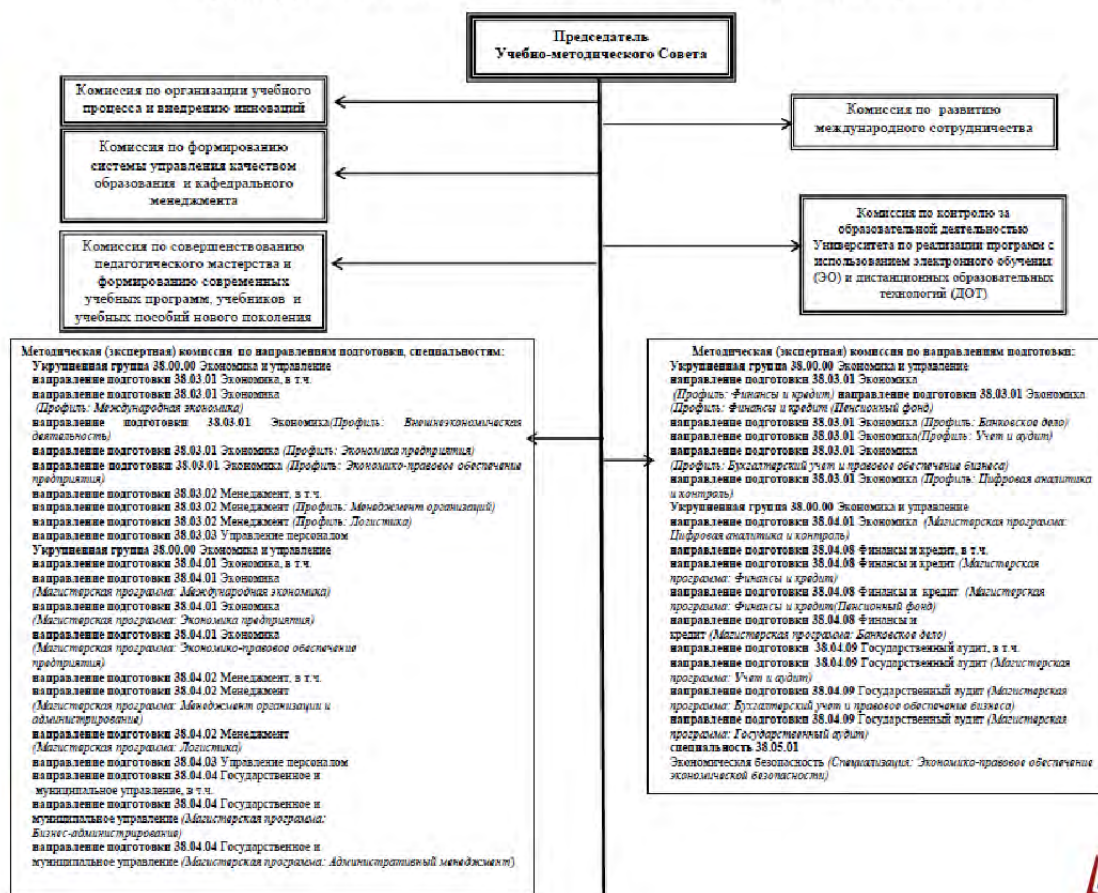 Председатель
Учебно-методического Совета
Комиссия по организации учебного
процесса и внедрению инноваций
Комиссия по развитию
международного сотрудничества
Комиссия по формированию
системы управления качеством
образования и кафедрального
менеджмента
Комиссия по контролю за
образовательной деятельностью
Университета по реализации программ с
использованием электронного обучения
(ЭО) и дистанционных образовательных
технологий (ДОТ)
Комиссия по совершенствованию
педагогического мастерства и
формированию современных
учебных программ, учебников и
учебных пособий нового поколения
Методическая (экспертная) комиссия по направлениям подготовки, специальностям:
Укрупненная группа 38.00.00 Экономика и управление
направление подготовки 38.03.01 Экономика, в т.ч.
направление подготовки 38.03.01 Экономика
(Профиль: Международная экономика)
направление подготовки 38.03.01 Экономика(Профиль: Внешнеэкономическая
деятельность)
направление подготовки 38.03.01 Экономика (Профиль: Экономика предприятия)
направление подготовки 38.03.01 Экономика (Профиль: Экономико-правовое обеспечение
предприятия)
направление подготовки 38.03.02 Менеджмент, в т.ч.
направление подготовки 38.03.02 Менеджмент (Профиль: Менеджмент организаций)
направление подготовки 38.03.02 Менеджмент (Профиль: Логистика)
направление подготовки 38.03.03 Управление персоналом
Укрупненная группа 38.00.00 Экономика и управление
направление подготовки 38.04.01 Экономика, в т.ч.
направление подготовки 38.04.01 Экономика
(Магистерская программа: Международная экономика)
направление подготовки 38.04.01 Экономика
(Магистерская программа: Экономика предприятия)
направление подготовки 38.04.01 Экономика
(Магистерская программа: Экономико-правовое обеспечение
предприятия)
направление подготовки 38.04.02 Менеджмент, в т.ч.
направление подготовки 38.04.02 Менеджмент
(Магистерская программа: Менеджмент организации и
администрирование)
направление подготовки 38.04.02 Менеджмент
(Магистерская программа: Логистика)
направление подготовки 38.04.03 Управление персоналом
направление подготовки 38.04.04 Государственное и
муниципальное управление, в т.ч.
направление подготовки 38.04.04 Государственное и
муниципальное управление (Магистерская программа:
Бизнес-администрирование)
направление подготовки 38.04.04 Государственное и
муниципальное управление (Магистерская программа: Административный менеджмент)
Методическая (экспертная) комиссия по направлениям подготовки:
Укрупненная группа 38.00.00 Экономика и управление
направление подготовки 38.03.01 Экономика
(Профиль: Финансы и кредит) направление подготовки 38.03.01 Экономика
(Профиль: Финансы и кредит (Пенсионный фонд)
направление подготовки 38.03.01 Экономика(Профиль: Банковское дело)
направление подготовки 38.03.01 Экономика(Профиль: Учет и аудит)
направление подготовки 38.03.01 Экономика
(Профиль: Бухгалтерский учет и правовое обеспечение бизнеса)
направление подготовки 38.03.01 Экономика (Профиль: Цифровая аналитика
и контроль)
Укрупненная группа 38.00.00 Экономика и управление
направление подготовки 38.04.01 Экономика (Магистерская программа:
Цифровая аналитика и контроль)
направление подготовки 38.04.08 Финансы и кредит, в т.ч.
направление подготовки 38.04.08 Финансы и кредит (Магистерская
программа: Финансы и кредит)
направление подготовки 38.04.08 Финансы и кредит (Магистерская
программа: Финансы и кредит(Пенсионный фонд)
направление подготовки 38.04.08 Финансы и
кредит (Магистерская программа: Банковское дело)
направление подготовки 38.04.09 Государственный аудит, в т.ч.
направление подготовки 38.04.09 Государственный аудит (Магистерская
программа: Учет и аудит)
направление подготовки 38.04.09 Государственный аудит (Магистерская
программа: Бухгалтерский учет и правовое обеспечение бизнеса)
направление подготовки 38.04.09 Государственный аудит (Магистерская
программа: Государственный аудит)
специальность 38.05.01
Экономическая безопасность (Специализация: Экономико-правовое обеспечение
экономической безопасности)